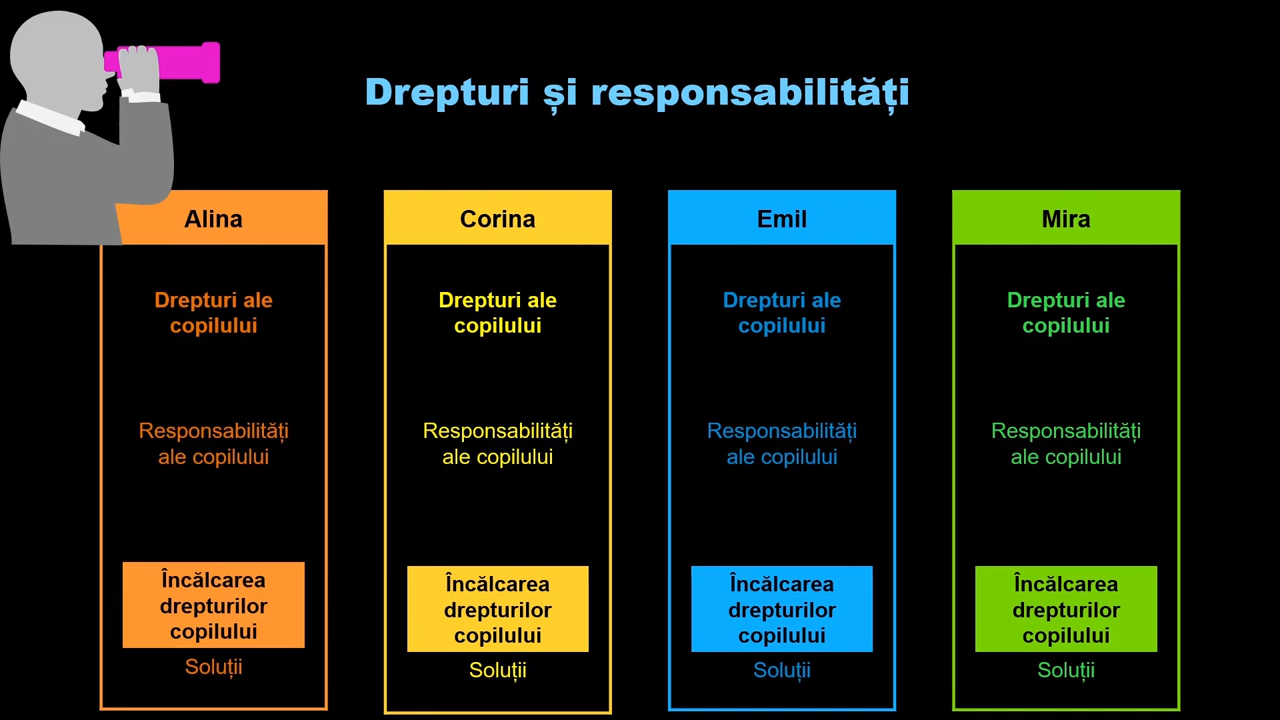 Drepturi și responsabilități
Alina
Drepturi ale
copilului
Responsabilități
ale copilului
Încălcarea
drepturilor
copilului
Soluții
Corina
Drepturi ale
copilului
Responsabilități
ale copilului
Încălcarea
drepturilor
copilului
Soluții
Emil
Drepturi ale
copilului
Responsabilități
ale copilului
Încălcarea
drepturilor
copilului
Soluții
Mira
Drepturi ale
copilului
Responsabilități
ale copilului
Încălcarea
drepturilor
copilului
Soluții